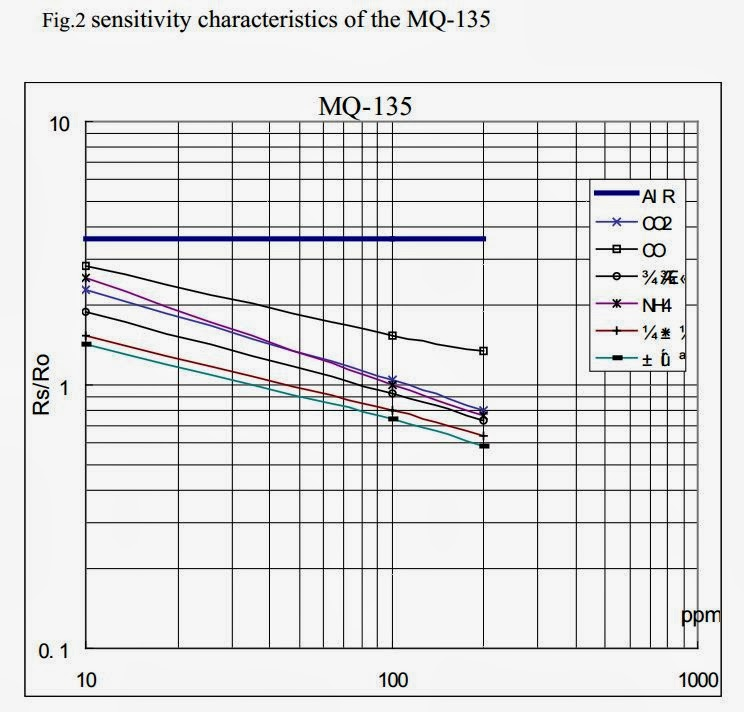 Fig.2 sensitivity characteristics of the MQ-135
MQ-135
10
1
0.1
Rs/Ro
10
100
1000
ppm
AIR
CO2
CO
NH4